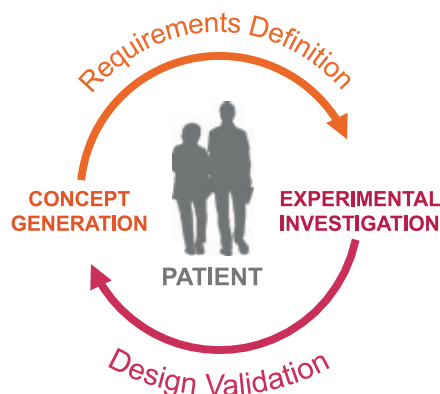 Requirements Definition
CONCEPT
GENERATION
EXPERIMENTAL
INVESTIGATION
PATIENT
Design Validation